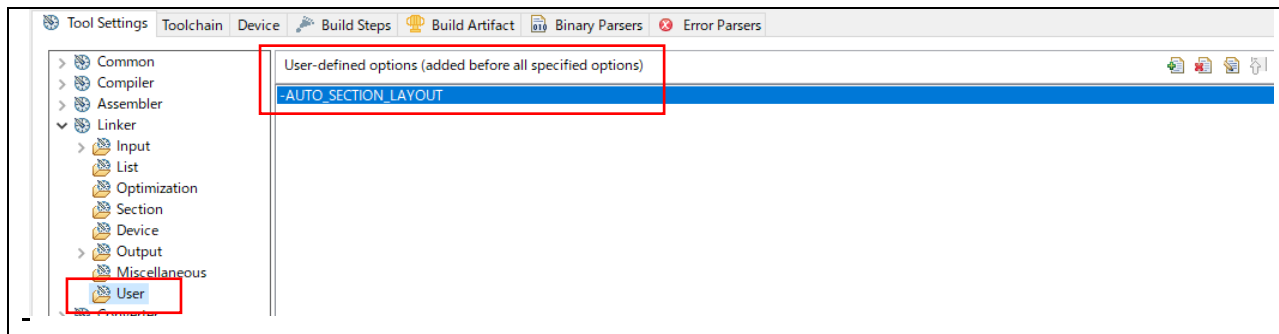 Tool Settings Toolchain Device Build Steps Build Artifact Binary Parsers Error Parsers
Common
Compiler
Assembler
Linker
Input
List
Optimization
Section
Device
Output
Miscellaneous
User
Converter
User-defined options (added before all specified options)
-AUTO_SECTION_LAYOUT